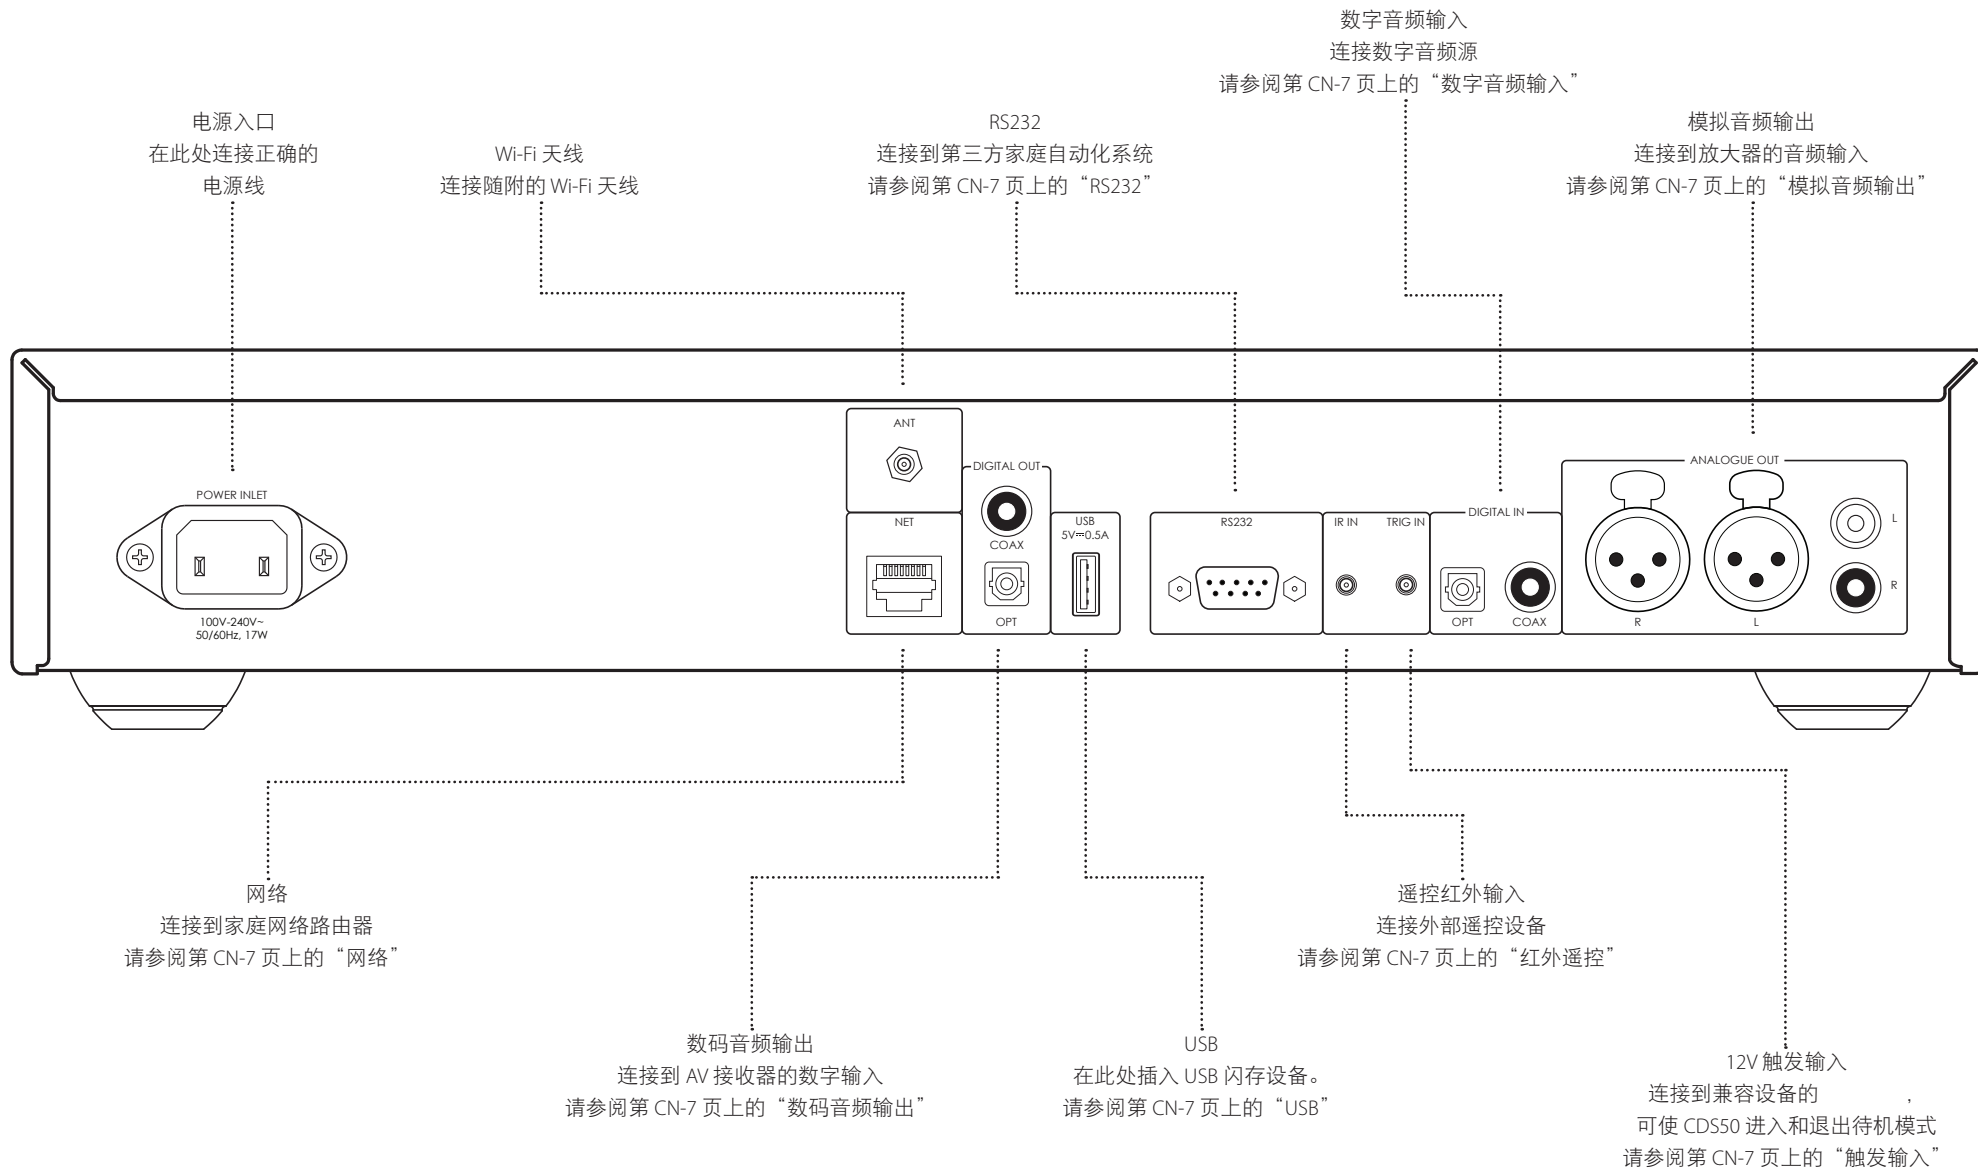 数字音频输入
连接数字音频源
请参阅第 CN-7 页上的“数字音频输入”
电源入口
在此处连接正确的
电源线
Wi-Fi 天线
连接随附的 Wi-Fi 天线
RS232
连接到第三方家庭自动化系统
请参阅第 CN-7 页上的“RS232”
模拟音频输出
连接到放大器的音频输入
请参阅第 CN-7 页上的“模拟音频输出”
POWER INLET
100V-240V~
50/60Hz, 17W
ANT
NET
DIGITAL OUT
COAX
OPT
USB
5V⎓0.5A
RS232
IR IN
TRIG IN
DIGITAL IN
OPT
COAX
ANALOGUE OUT
R
L
L
R
网络
连接到家庭网络路由器
请参阅第 CN-7 页上的“网络”
数码音频输出
连接到 AV 接收器的数字输入
请参阅第 CN-7 页上的“数码音频输出”
USB
在此处插入 USB 闪存设备。
请参阅第 CN-7 页上的“USB”
遥控红外输入
连接外部遥控设备
请参阅第 CN-7 页上的“红外遥控”
12V 触发输入
连接到兼容设备的 ,
可使 CDS50 进入和退出待机模式
请参阅第 CN-7 页上的“触发输入”